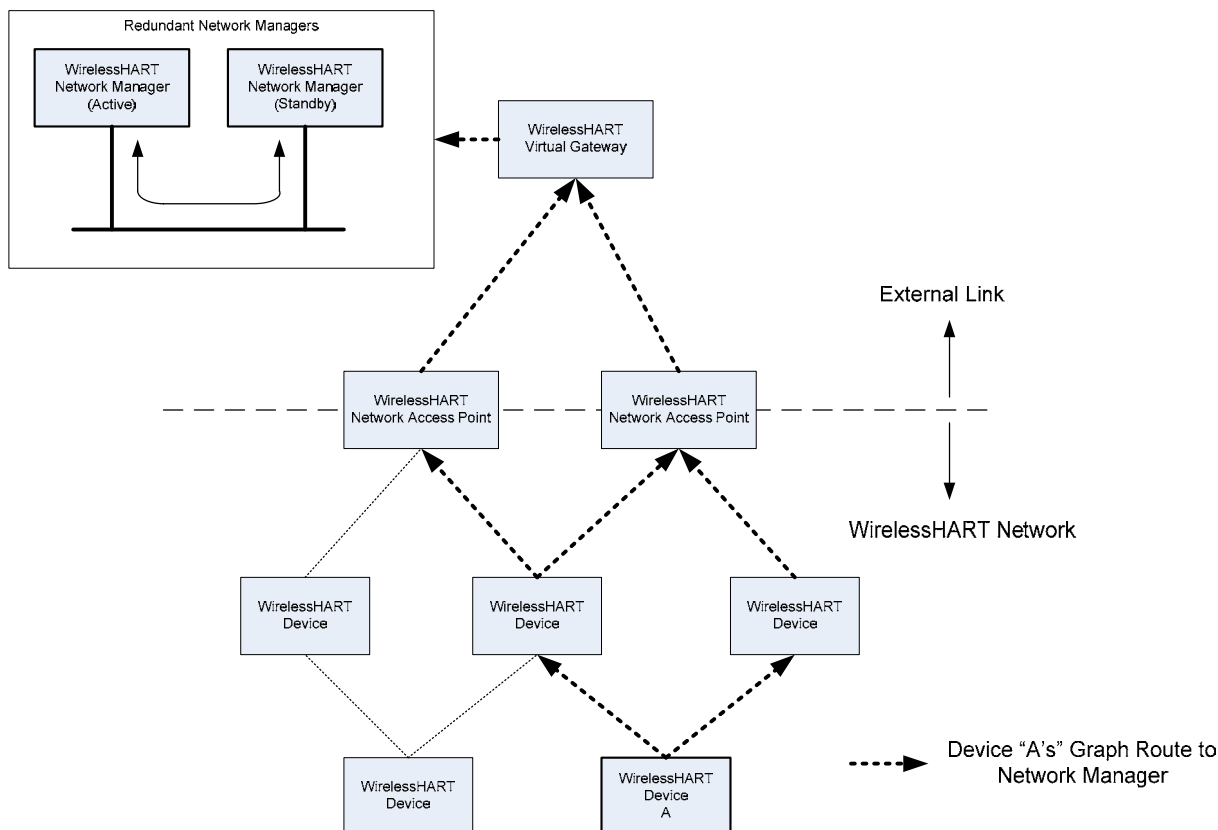 Redundant Network Managers
WirelessHART
Network Manager
(Active)
WirelessHART
Network Manager
(Standby)
WirelessHART
Virtual Gateway
External Link
WirelessHART
Network Access Point
WirelessHART
Network Access Point
WirelessHART Network
WirelessHART
Device
WirelessHART
Device
WirelessHART
Device
WirelessHART
Device
WirelessHART
Device
A
Device “A’s” Graph Route to
Network Manager